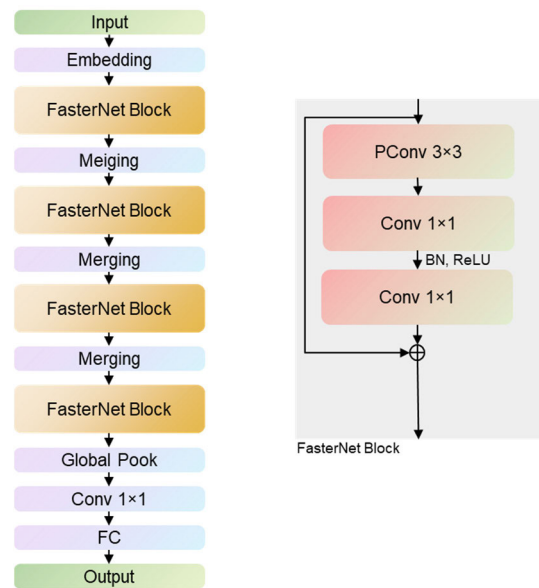 Input
Embedding
FasterNet Block
Meiging
FasterNet Block
Merging
FasterNet Block
Merging
FasterNet Block
Global Pook
Conv 1×1
FC
Output
PConv 3×3
Conv 1×1
BN, ReLU
Conv 1×1
FasterNet Block